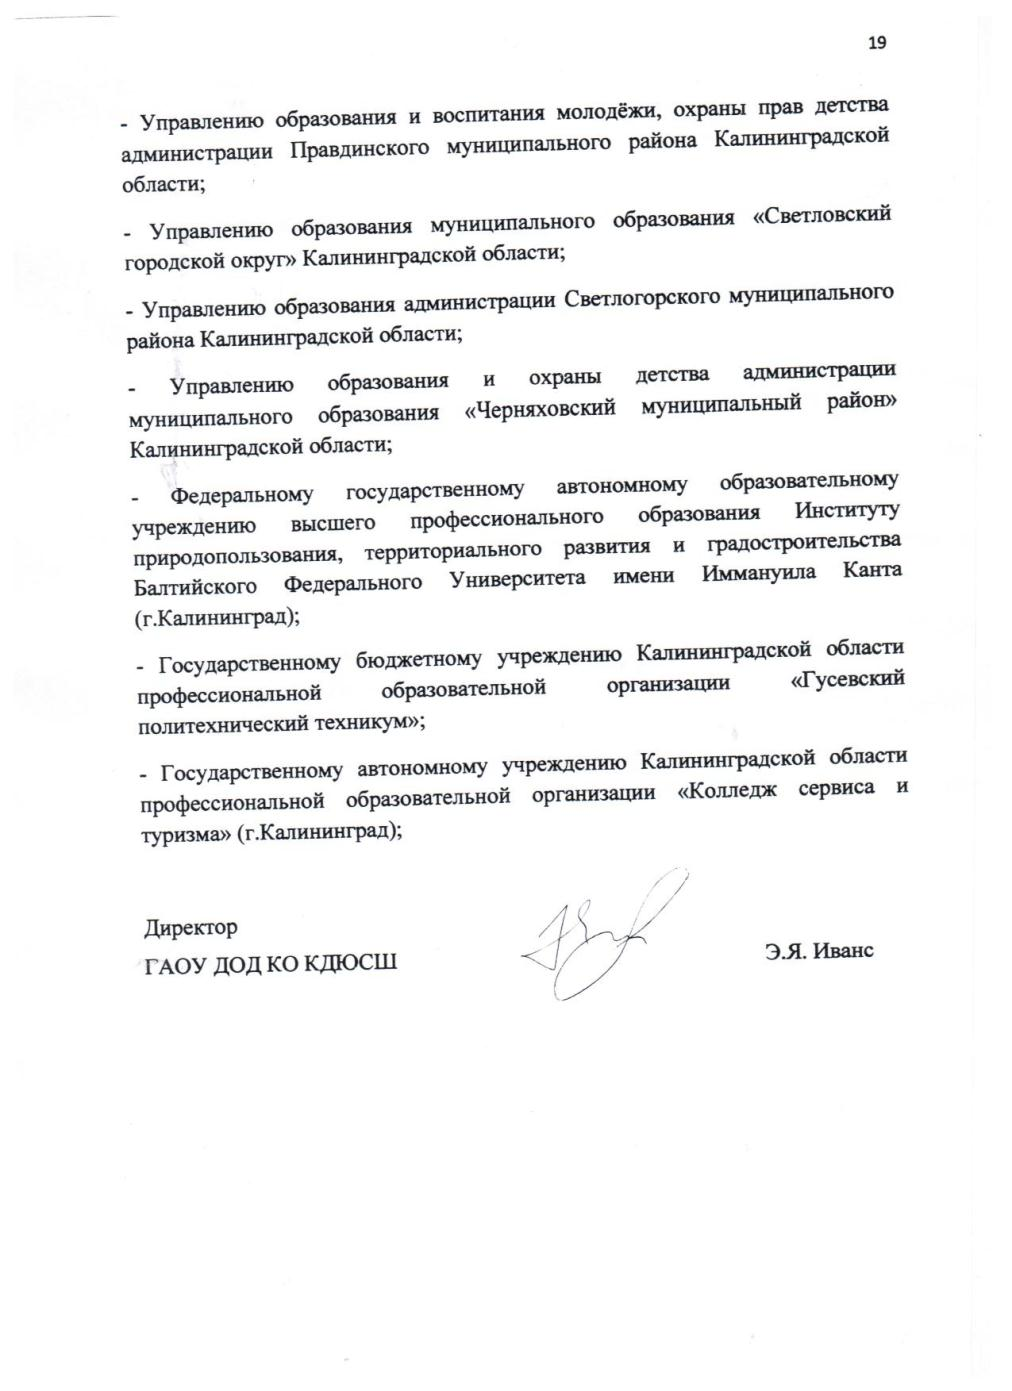 19
- Управлению образования и воспитания молодёжи, охраны прав детства
администрации Правдинского муниципального района Калининградской
области;
- Управлению образования муниципального образования «Светловский
городской округ» Калининградской области;
- Управлению образования администрации Светлогорского муниципального
района Калининградской области;
- Управлению образования и охраны детства администрации
муниципального образования «Черняховский муниципальный район»
Калининградской области;
- Федеральному государственному автономному образовательному
учреждению высшего профессионального образования Институту
природопользования, территориального развития и градостроительства
Балтийского Федерального Университета имени Иммануила Канта
(г.Калининград);
- Государственному бюджетному учреждению Калининградской области
профессиональной образовательной организации «Гусевский
политехнический техникум»;
- Государственному автономному учреждению Калининградской области
профессиональной образовательной организации «Колледж сервиса и
туризма» (г.Калининград);
Директор
ГАОУ ДОД КО КДЮСШ Э.Я. Иванс